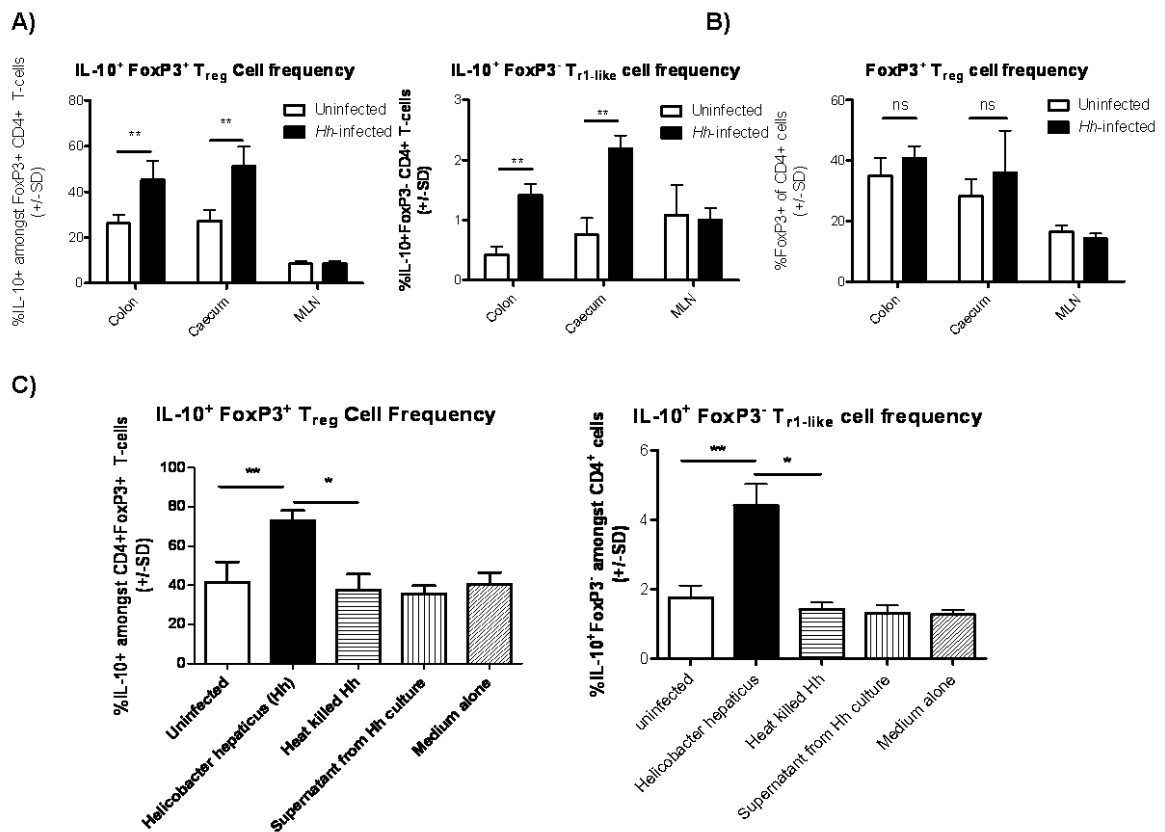 A)
B)
IL-10⁺ FoxP3⁺ T_reg Cell frequency
%IL-10+ amongst FoxP3+ CD4+ T-cells
(+/-SD)
80
60
40
20
0
Uninfected
Hh-infected
**
**
Colon
Caecum
MLN
IL-10⁺ FoxP3⁻ T_r1-like cell frequency
%IL-10+FoxP3- CD4+ T-cells
(+/-SD)
3
2
1
0
Uninfected
Hh-infected
**
**
Colon
Caecum
MLN
FoxP3⁺ T_reg cell frequency
%FoxP3+ of CD4+ cells
(+/-SD)
60
40
20
0
Uninfected
Hh-infected
ns
ns
Colon
Caecum
MLN
C)
IL-10⁺ FoxP3⁺ T_reg Cell Frequency
%IL-10+ amongst CD4+FoxP3+ T-cells
(+/-SD)
100
80
60
40
20
0
**
*
Uninfected
Helicobacter hepaticus (Hh)
Heat killed Hh
Supernatant from Hh culture
Medium alone
IL-10⁺ FoxP3⁻ T_r1-like cell frequency
%IL-10⁺FoxP3⁻ amongst CD4⁺ cells
(+/-SD)
6
4
2
0
**
*
uninfected
Helicobacter hepaticus
Heat killed Hh
Supernatant from Hh culture
Medium alone